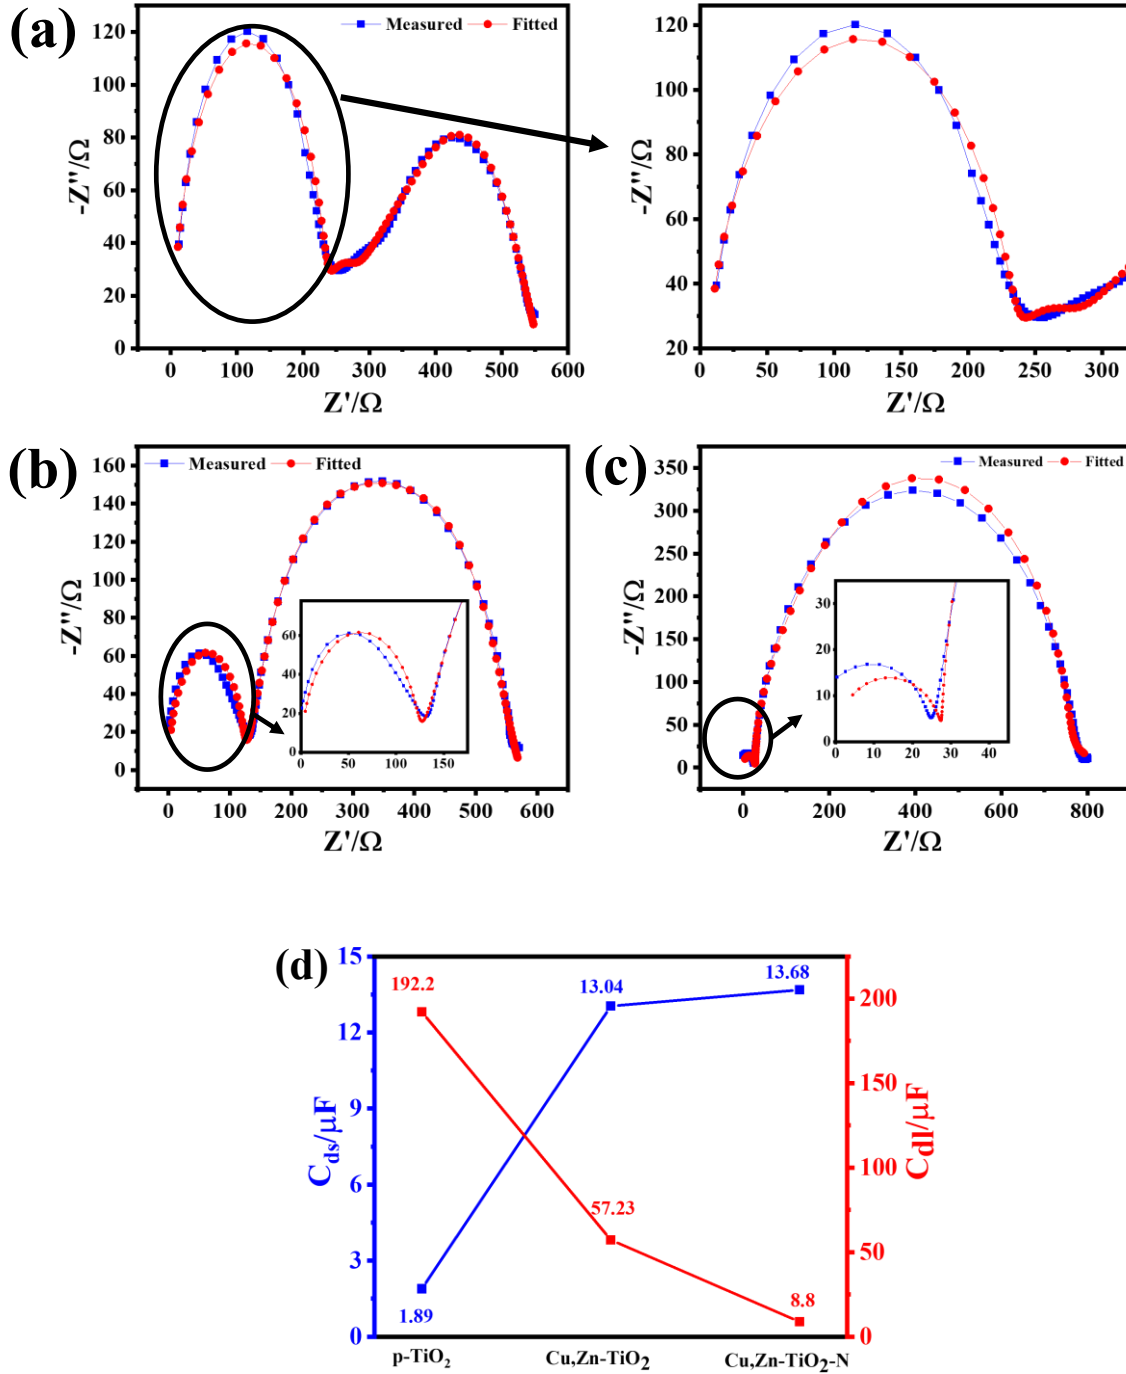 (a)
Measured
Fitted
-Z''/Ω
120
100
80
60
40
20
0
0 100 200 300 400 500 600
Z'/Ω
-Z''/Ω
120
100
80
60
40
20
0 50 100 150 200 250 300
Z'/Ω
(b)
Measured
Fitted
-Z''/Ω
160
140
120
100
80
60
40
20
0
0 100 200 300 400 500 600
Z'/Ω
60
40
20
0
0 50 100 150
(c)
Measured
Fitted
-Z''/Ω
350
300
250
200
150
100
50
0
0 200 400 600 800
Z'/Ω
30
20
10
0
0 10 20 30 40
(d)
C_ds/μF
15
12
9
6
3
0
192.2
13.04
13.68
57.23
1.89
8.8
200
150
100
50
0
Cdl/μF
p-TiO₂ Cu,Zn-TiO₂ Cu,Zn-TiO₂-N